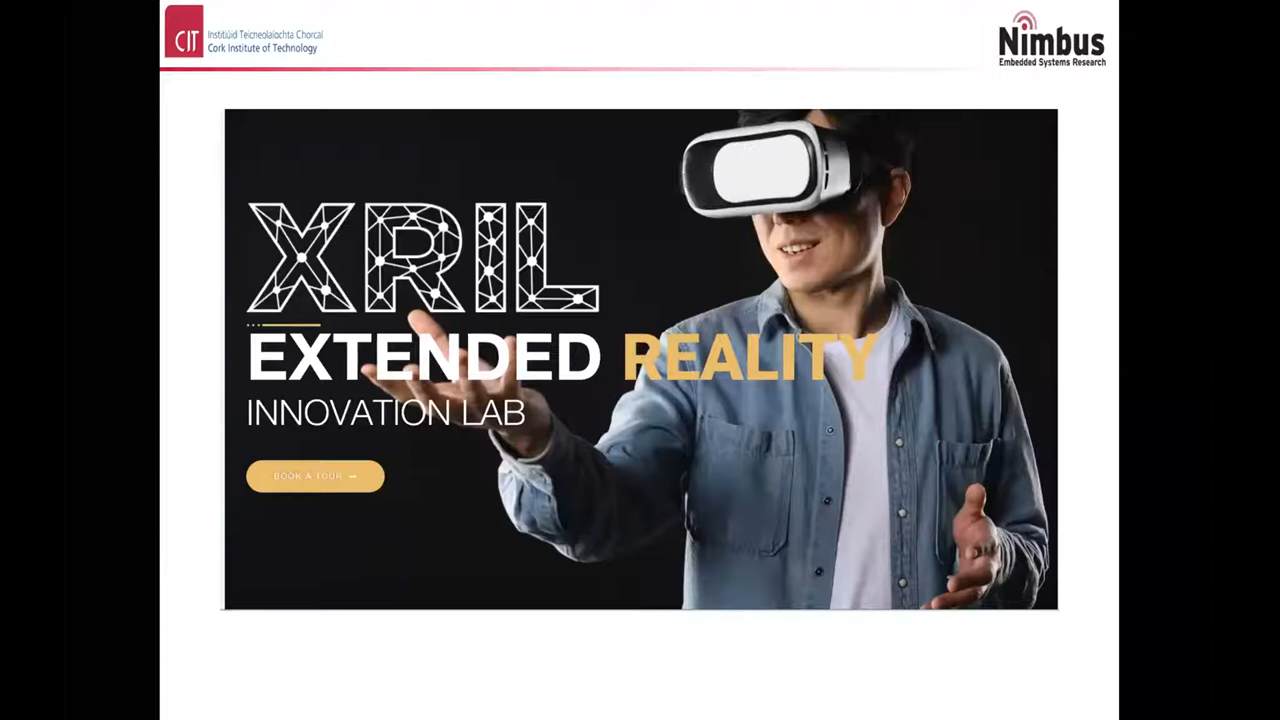 CIT
Institiúid Teicneolaíochta Chorcaí
Cork Institute of Technology
Nimbus
Embedded Systems Research
XRIL
EXTENDED REALITY
INNOVATION LAB
BOOK A TOUR